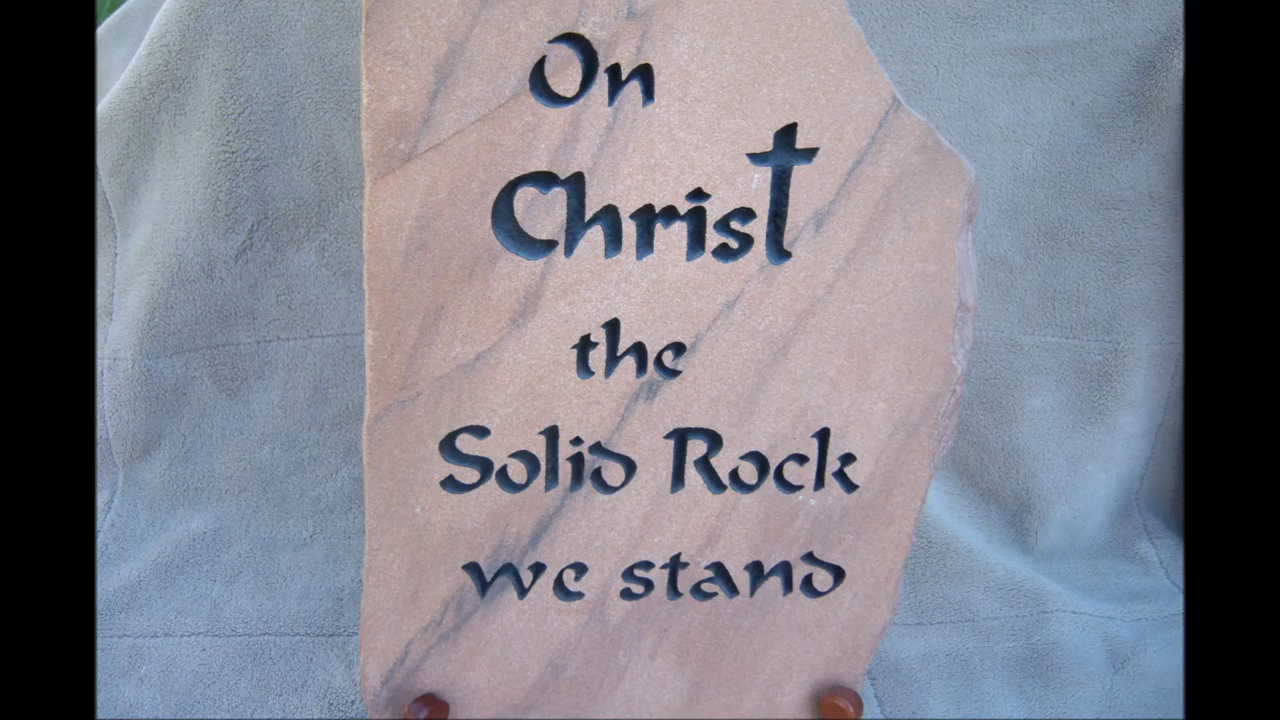 On
Christ
the
Solid Rock
we stand